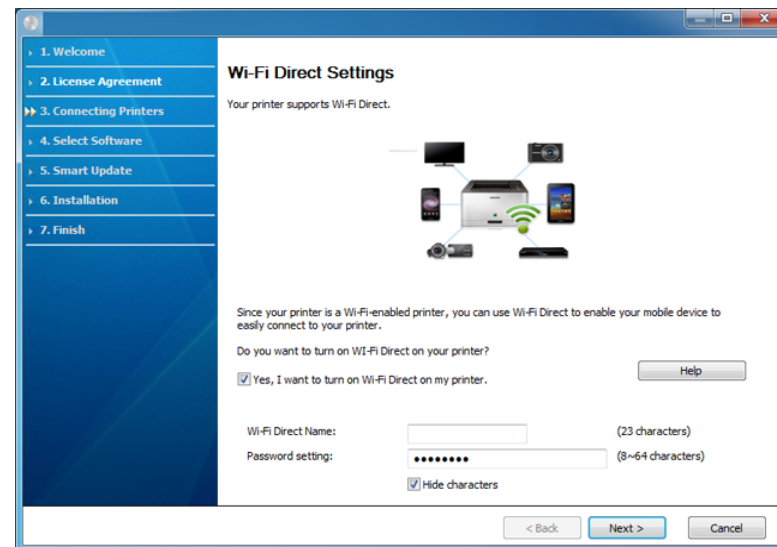 1. Welcome
2. License Agreement
3. Connecting Printers
4. Select Software
5. Smart Update
6. Installation
7. Finish
Wi-Fi Direct Settings
Your printer supports Wi-Fi Direct.
Since your printer is a Wi-Fi-enabled printer, you can use Wi-Fi Direct to enable your mobile device to
easily connect to your printer.
Do you want to turn on WI-Fi Direct on your printer?
Yes, I want to turn on Wi-Fi Direct on my printer.
Help
Wi-Fi Direct Name: (23 characters)
Password setting: ●●●●●●●● (8~64 characters)
Hide characters
< Back Next > Cancel